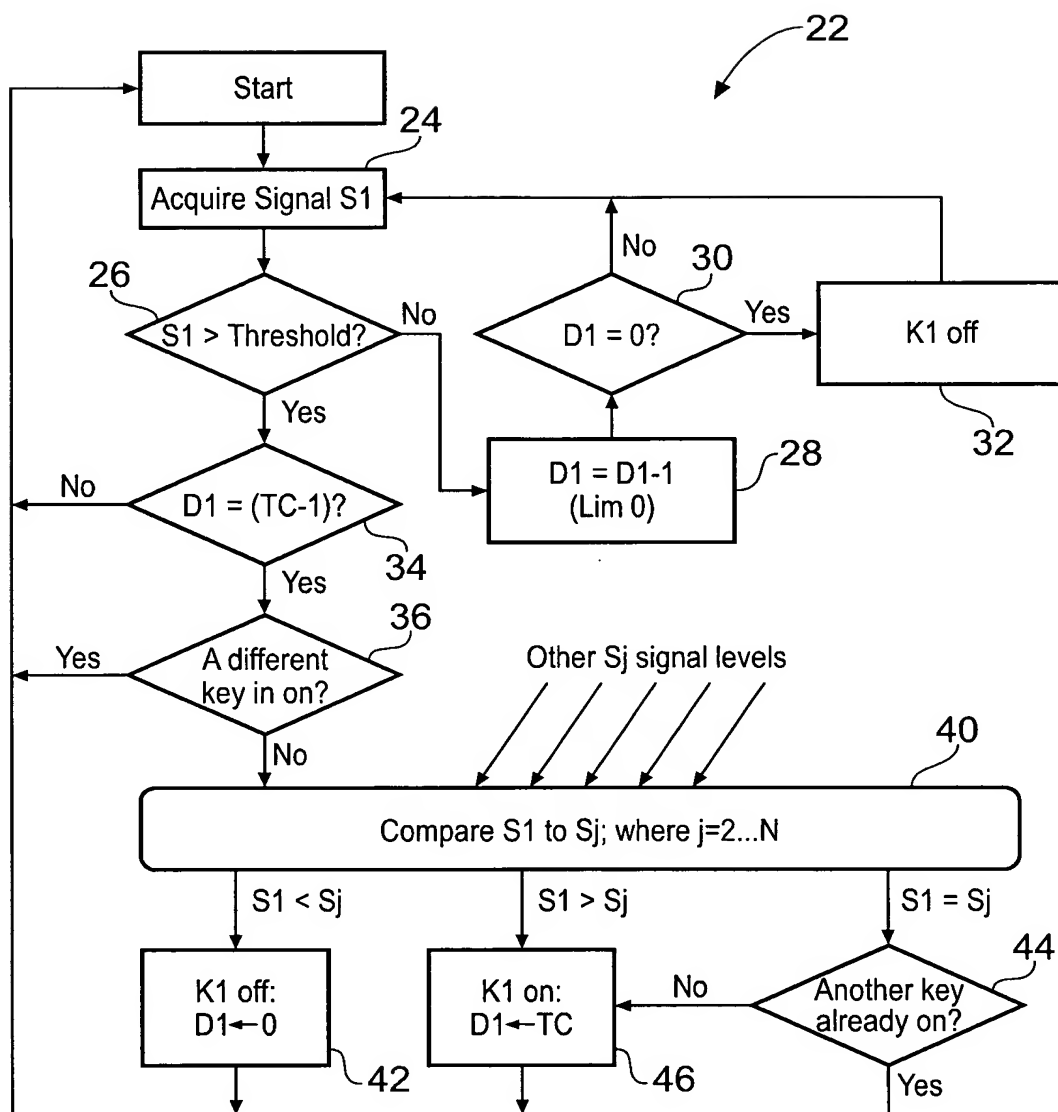 22
Start
24
Acquire Signal S1
No
30
26
S1 > Threshold?
No
D1 = 0?
Yes
K1 off
32
Yes
D1 = D1-1
(Lim 0)
28
No
D1 = (TC-1)?
34
Yes
36
Yes
A different
key in on?
Other Sj signal levels
No
40
Compare S1 to Sj; where j=2...N
S1 < Sj
S1 > Sj
S1 = Sj
44
K1 off:
D1←0
42
K1 on:
D1←TC
46
No
Another key
already on?
Yes